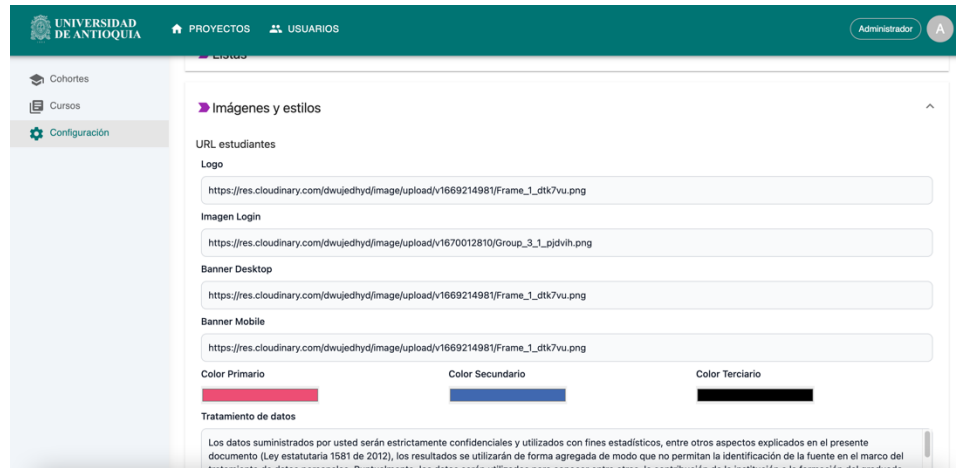 UNIVERSIDAD
DE ANTIOQUIA
PROYECTOS USUARIOS
Administrador A
Listas
Cohortes
Cursos
Configuración
Imágenes y estilos
URL estudiantes
Logo
https://res.cloudinary.com/dwujedhyd/image/upload/v1669214981/Frame_1_dtk7vu.png
Imagen Login
https://res.cloudinary.com/dwujedhyd/image/upload/v1670012810/Group_3_1_pjdvih.png
Banner Desktop
https://res.cloudinary.com/dwujedhyd/image/upload/v1669214981/Frame_1_dtk7vu.png
Banner Mobile
https://res.cloudinary.com/dwujedhyd/image/upload/v1669214981/Frame_1_dtk7vu.png
Color Primario Color Secundario Color Terciario
Tratamiento de datos
Los datos suministrados por usted serán estrictamente confidenciales y utilizados con fines estadísticos, entre otros aspectos explicados en el presente
documento (Ley estatutaria 1581 de 2012), los resultados se utilizarán de forma agregada de modo que no permitan la identificación de la fuente en el marco del